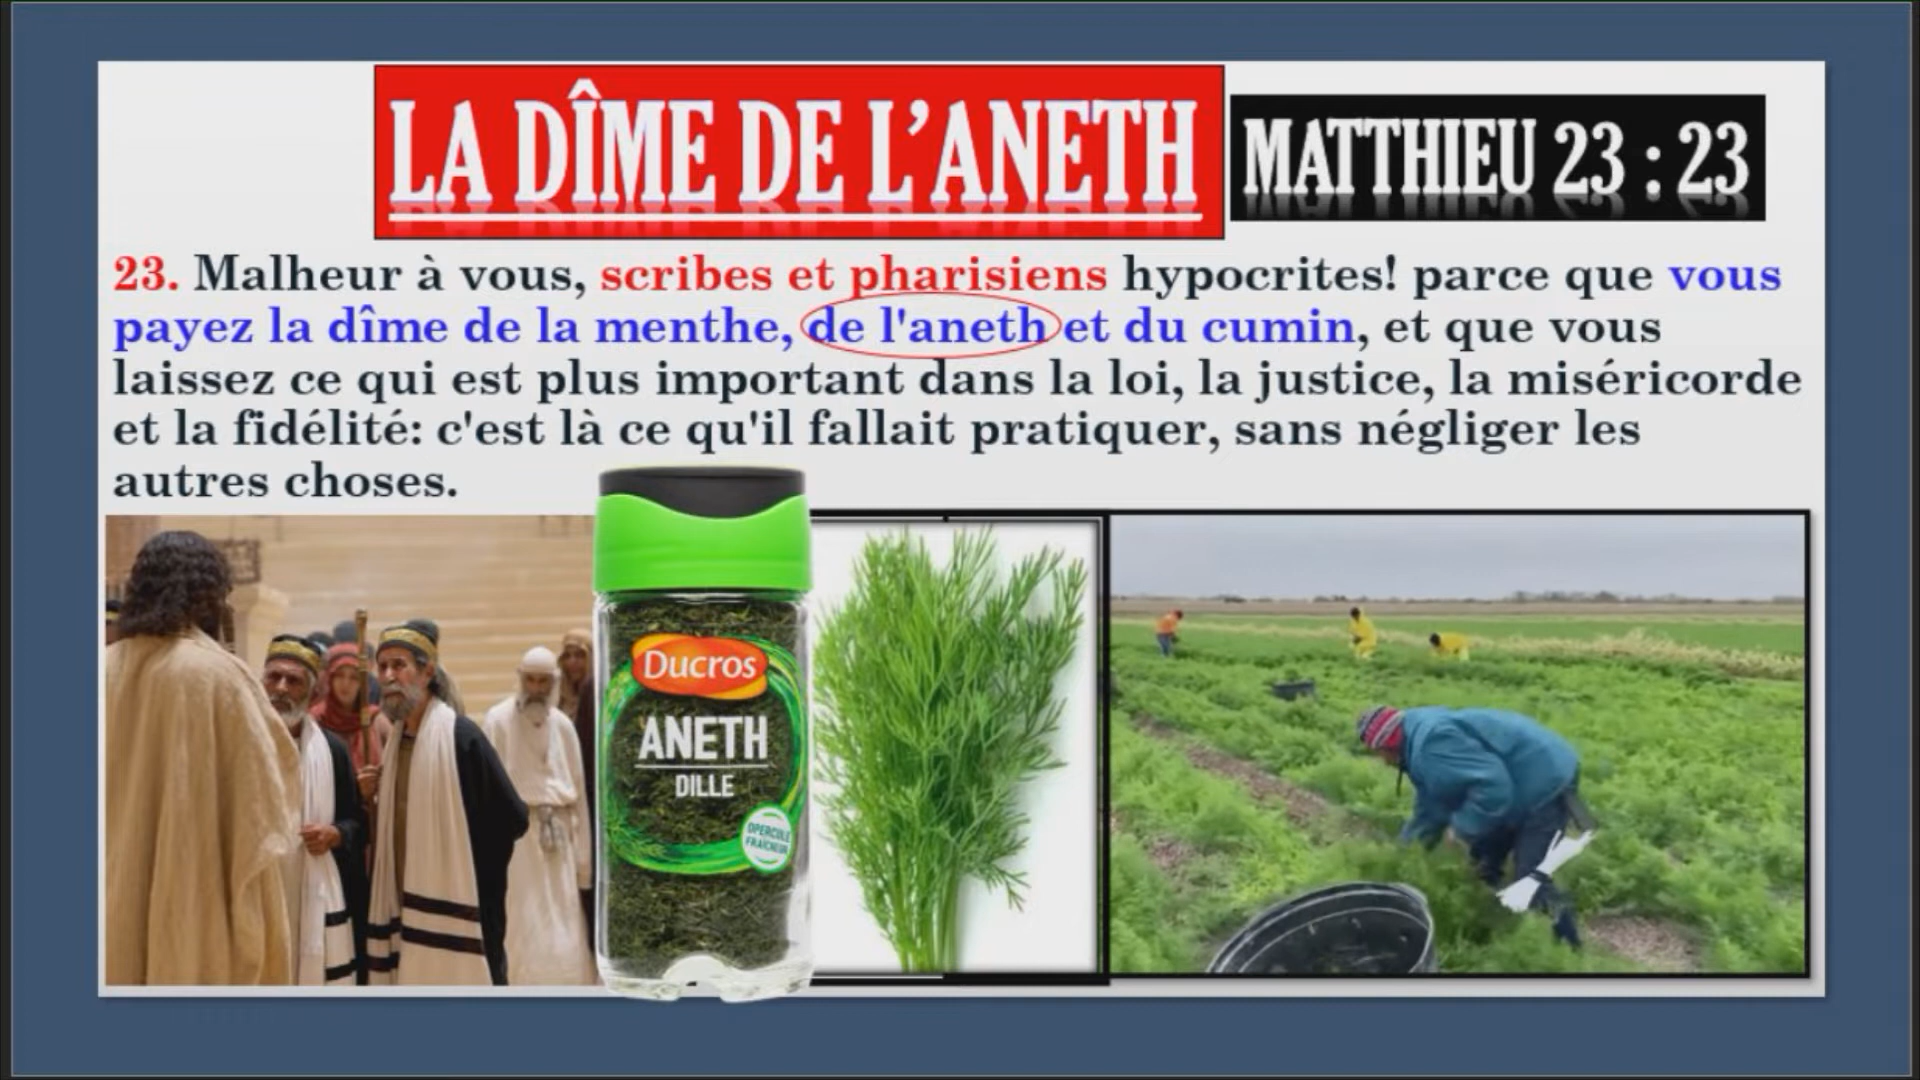 LA DÎME DE L'ANETH
MATTHIEU 23 : 23
23. Malheur à vous, scribes et pharisiens hypocrites! parce que vous
payez la dîme de la menthe, de l'aneth et du cumin, et que vous
laissez ce qui est plus important dans la loi, la justice, la miséricorde
et la fidélité: c'est là ce qu'il fallait pratiquer, sans négliger les
autres choses.
Ducros
ANETH
DILLE
OPERCULE
FRAÎCHEUR